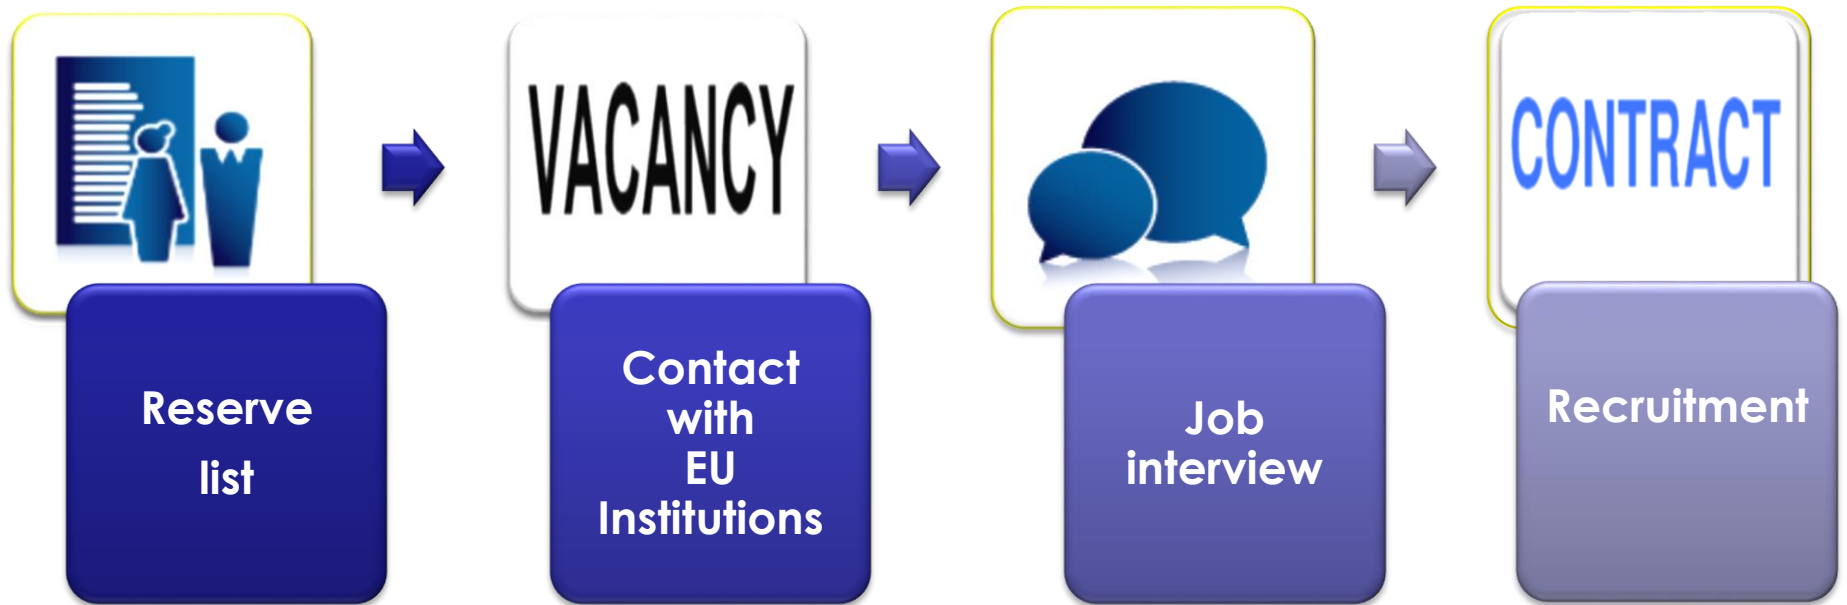 VACANCY
CONTRACT
Reserve
list
Contact
with
EU
Institutions
Job
interview
Recruitment